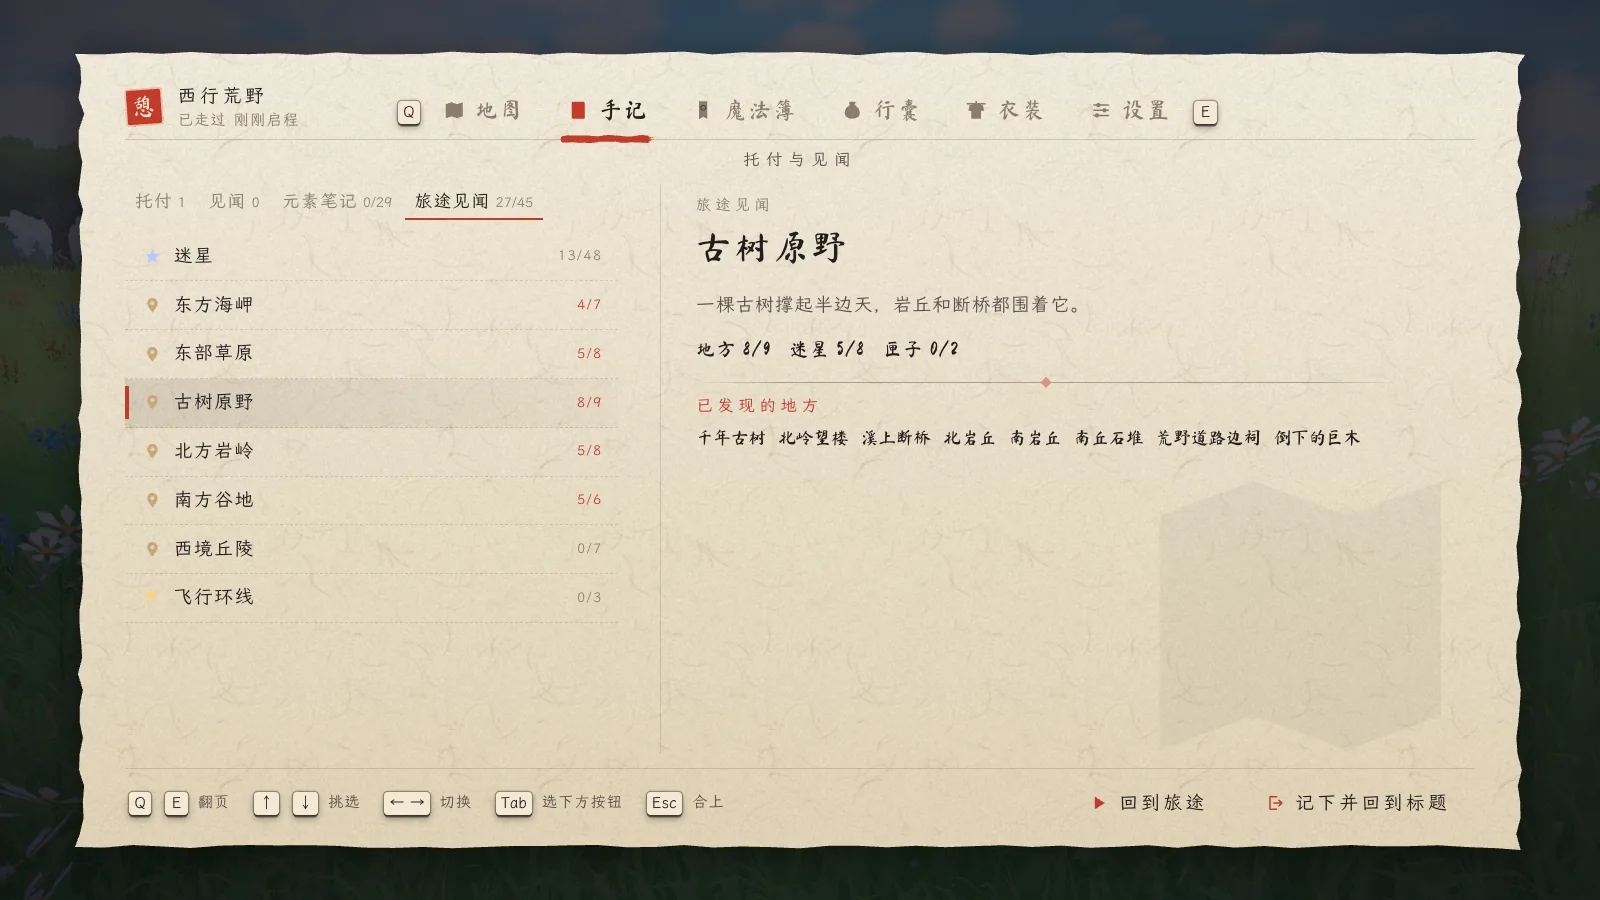 憩
西行荒野
已走过 刚刚启程
Q 地图 手记 魔法簿 行囊 衣装 设置 E
托付与见闻
托付 1 见闻 0 元素笔记 0/29 旅途见闻 27/45
迷星 13/48
东方海岬 4/7
东部草原 5/8
古树原野 8/9
北方岩岭 5/8
南方谷地 5/6
西境丘陵 0/7
飞行环线 0/3
旅途见闻
古树原野
一棵古树撑起半边天，岩丘和断桥都围着它。
地方 8/9 迷星 5/8 匣子 0/2
已发现的地方
千年古树 北岭望楼 溪上断桥 北岩丘 南岩丘 南丘石堆 荒野道路边祠 倒下的巨木
Q E 翻页 ↑ ↓ 挑选 ← → 切换 Tab 选下方按钮 Esc 合上
回到旅途 记下并回到标题